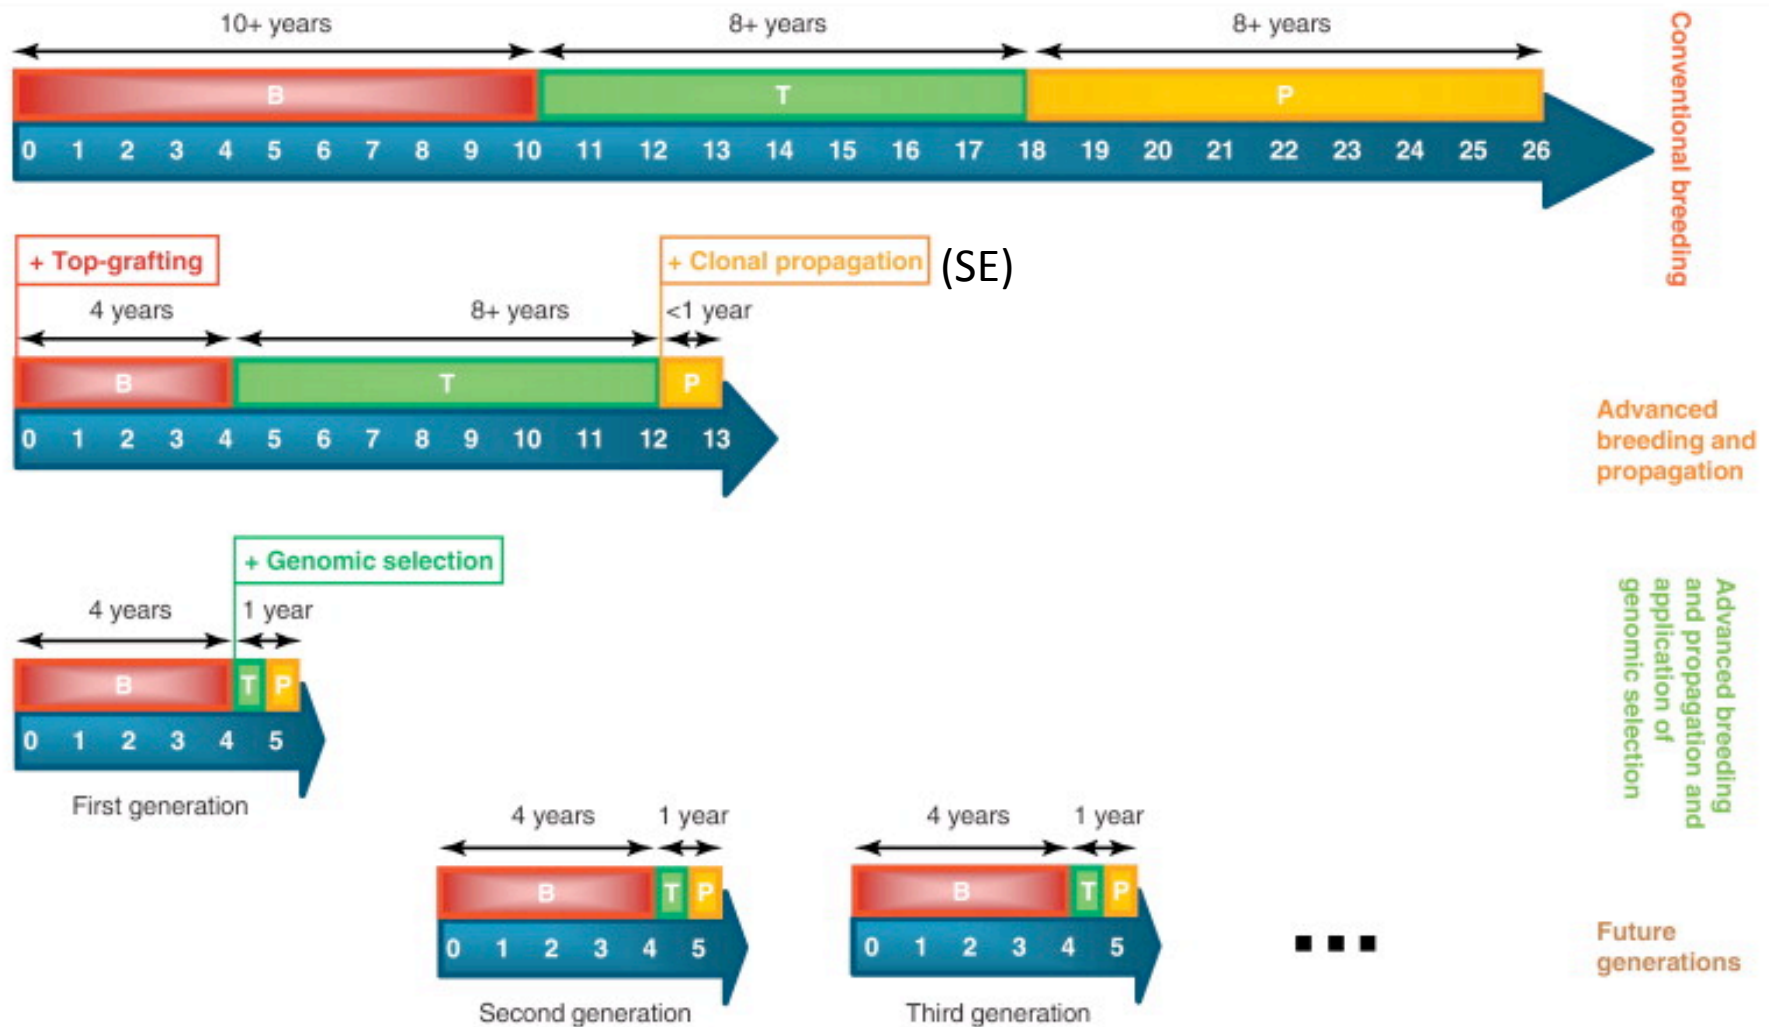 10+ years
8+ years
8+ years
B
T
P
0 1 2 3 4 5 6 7 8 9 10 11 12 13 14 15 16 17 18 19 20 21 22 23 24 25 26
Conventional breeding
+ Top-grafting
+ Clonal propagation
(SE)
4 years
8+ years
<1 year
B
T
P
0 1 2 3 4 5 6 7 8 9 10 11 12 13
Advanced
breeding and
propagation
+ Genomic selection
4 years
1 year
B
T
P
0 1 2 3 4 5
First generation
Advanced breeding
and propagation and
application of
genomic selection
4 years
1 year
B
T
P
0 1 2 3 4 5
Second generation
4 years
1 year
B
T
P
0 1 2 3 4 5
Third generation
...
Future
generations